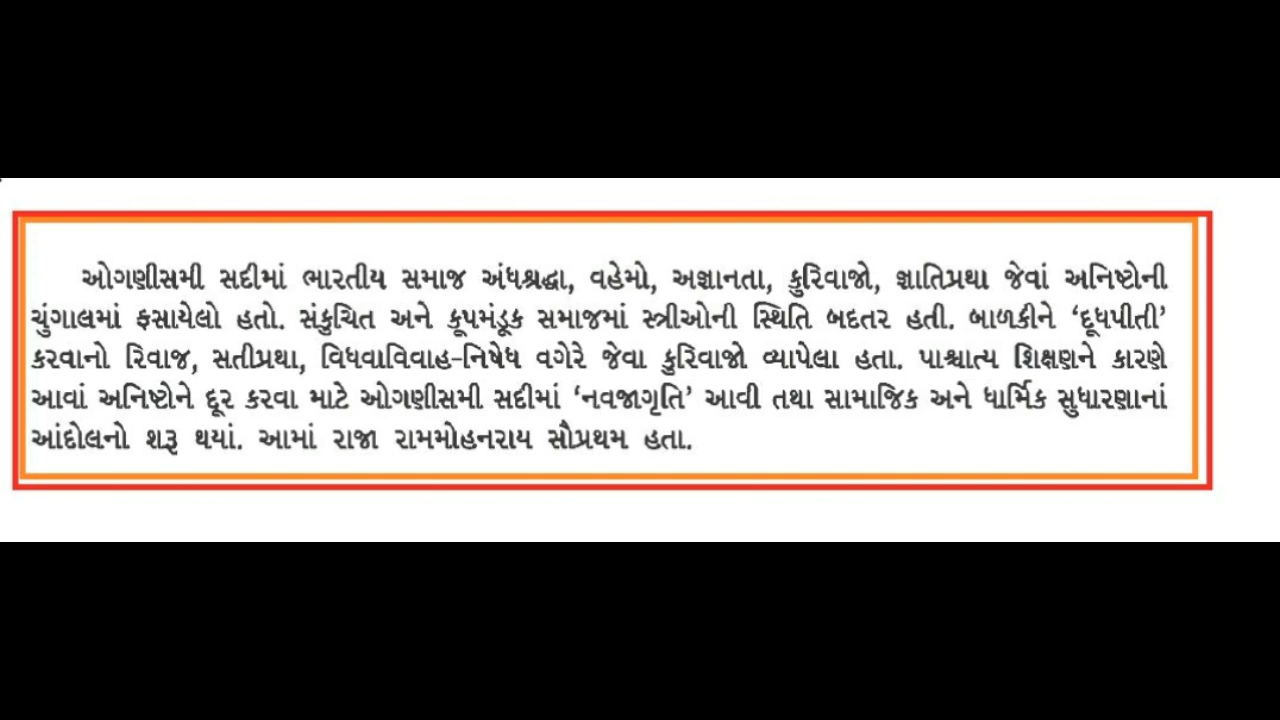 ઓગણીસમી સદીમાં ભારતીય સમાજ અંધશ્રદ્ધા, વહેમો, અજ્ઞાનતા, કુરિવાજો, જ્ઞાતિપ્રથા જેવાં અનિષ્ટોની
ચુંગાલમાં ફસાયેલો હતો. સંકુચિત અને કૂપમંડૂક સમાજમાં સ્ત્રીઓની સ્થિતિ બદતર હતી. બાળકીને ‘દૂધપીતી’
કરવાનો રિવાજ, સતીપ્રથા, વિધવાવિવાહ-નિષેધ વગેરે જેવા કુરિવાજો વ્યાપેલા હતા. પાશ્ચાત્ય શિક્ષણને કારણે
આવાં અનિષ્ટોને દૂર કરવા માટે ઓગણીસમી સદીમાં ‘નવજાગૃતિ’ આવી તથા સામાજિક અને ધાર્મિક સુધારણાનાં
આંદોલનો શરૂ થયાં. આમાં રાજા રામમોહનરાય સૌપ્રથમ હતા.